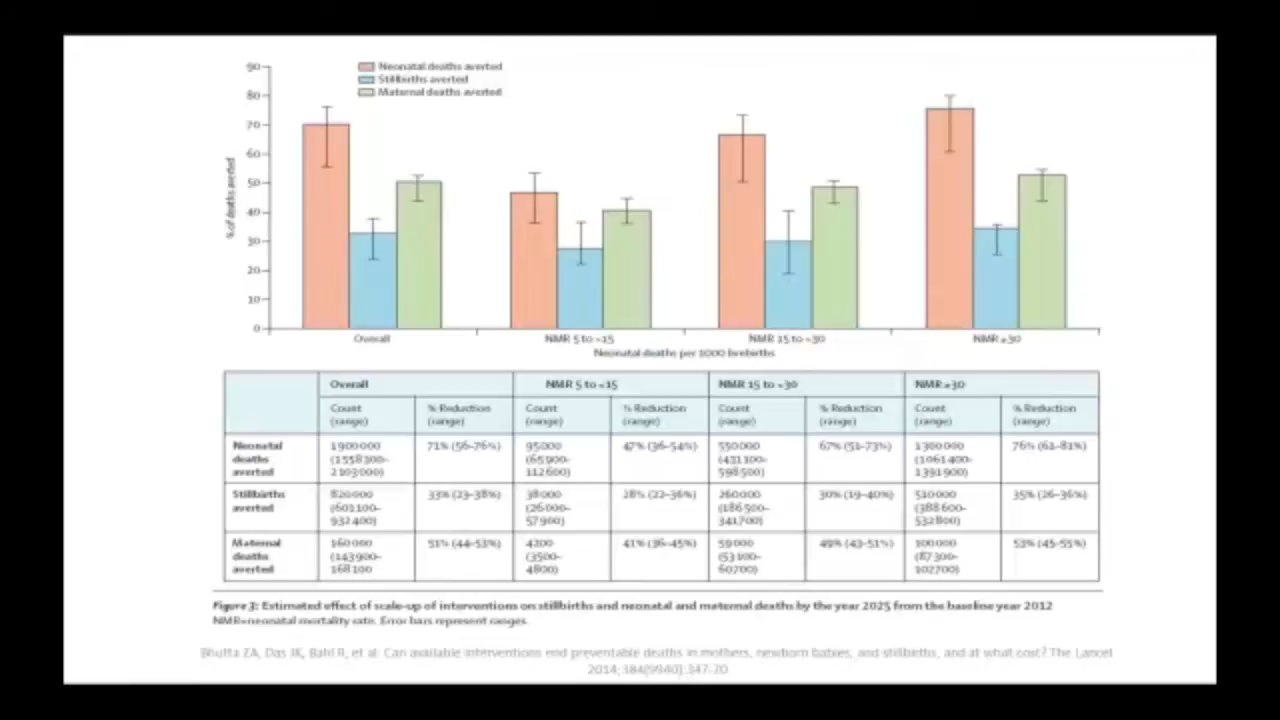 90
80
70
60
50
40
30
20
10
0
% of deaths averted
Neonatal deaths averted
Stillbirths averted
Maternal deaths averted
Overall
NMR 5 to <15
NMR 15 to <30
NMR ≥30
Neonatal deaths per 1000 livebirths
Overall NMR 5 to <15 NMR 15 to <30 NMR ≥30
Count % Reduction Count % Reduction Count % Reduction Count % Reduction
(range) (range) (range) (range) (range) (range) (range) (range)
Neonatal 1900000 71% (56–76%) 95000 47% (36–54%) 550000 67% (51–73%) 1300000 76% (61–81%)
deaths (1558300– (65900– (431100– (1061400–
averted 2103000) 112600) 598500) 1391900)
Stillbirths 820000 33% (23–38%) 38000 28% (22–36%) 260000 30% (19–40%) 510000 35% (26–36%)
averted (601100– (26000– (186500– (388600–
932400) 57900) 341700) 532800)
Maternal 160000 51% (44–53%) 4200 41% (36–45%) 59000 49% (43–51%) 100000 53% (45–55%)
deaths (143900– (3500– (53100– (87300–
averted 168100 4800) 60700) 102700)
Figure 3: Estimated effect of scale-up of interventions on stillbirths and neonatal and maternal deaths by the year 2025 from the baseline year 2012
NMR=neonatal mortality rate. Error bars represent ranges.
Bhutta ZA, Das JK, Bahl R, et al. Can available interventions end preventable deaths in mothers, newborn babies, and stillbirths, and at what cost? The Lancet
2014;384(9940):347-70